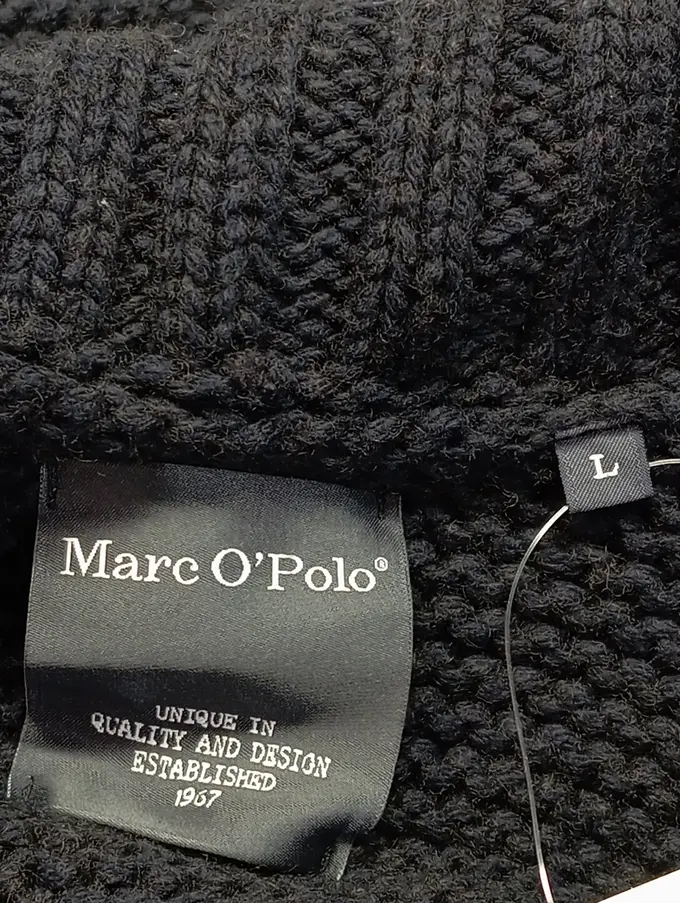 L
Marc O'Polo®
UNIQUE IN
QUALITY AND DESIGN
ESTABLISHED
1967